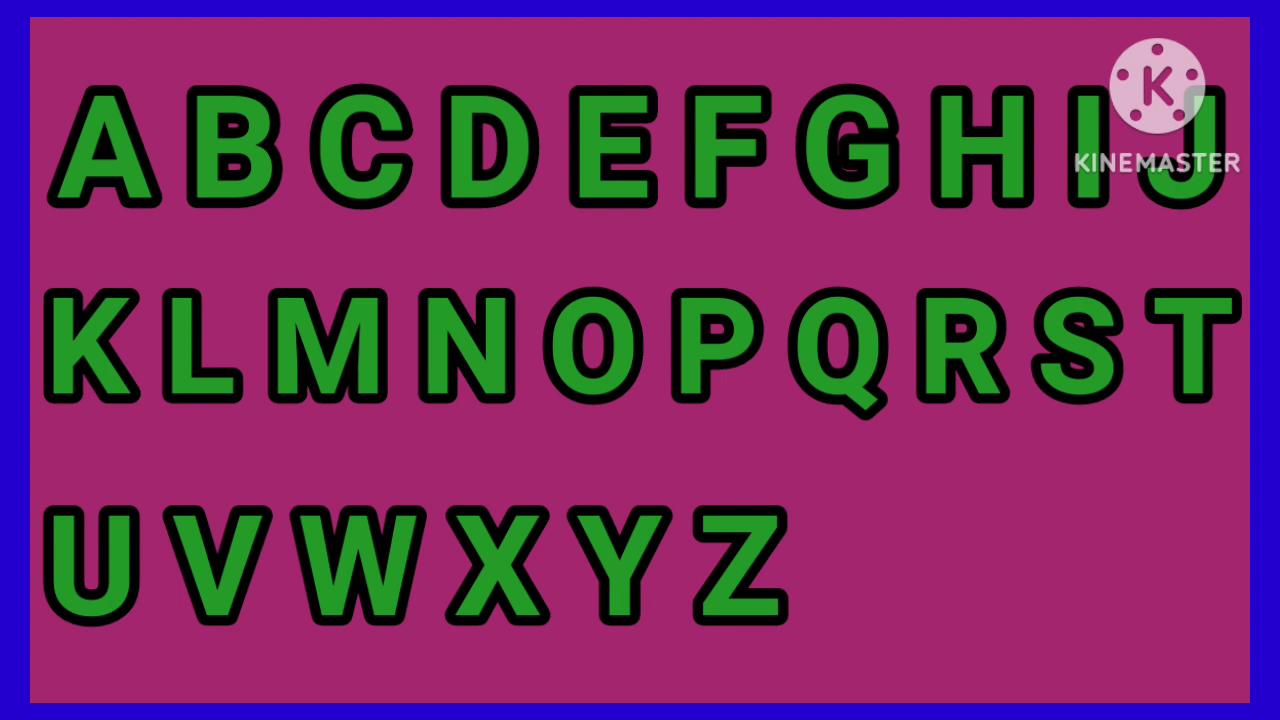 A B C D E F G H I J
K
KINEMASTER
K L M N O P Q R S T
U V W X Y Z